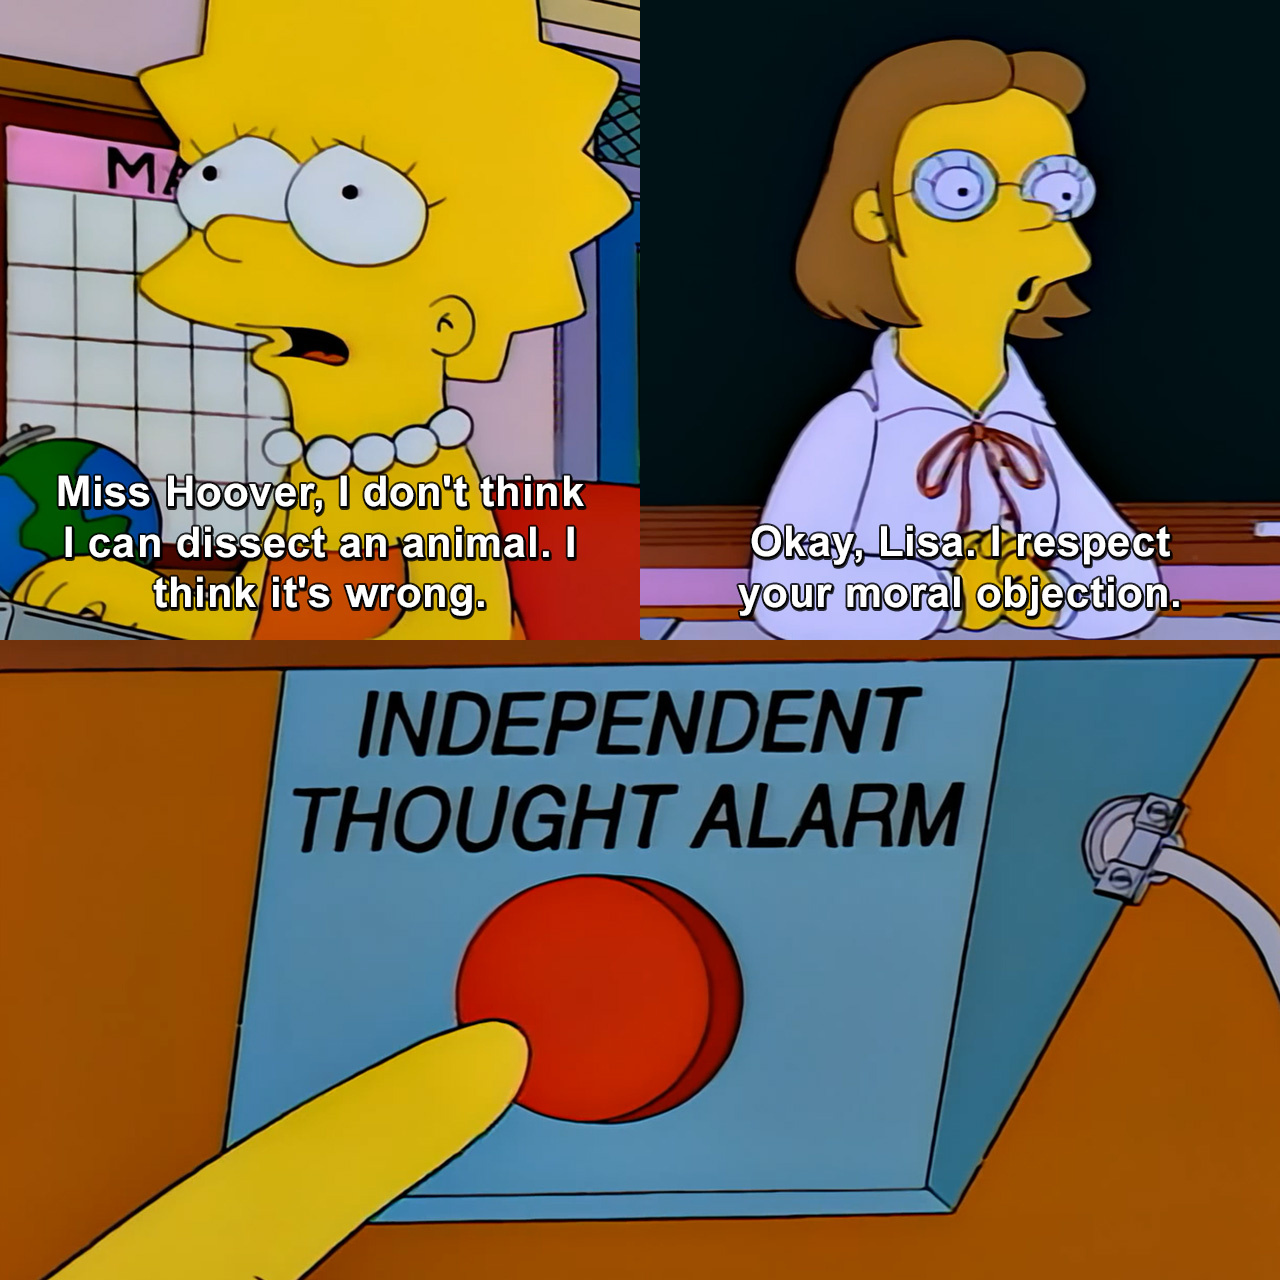 MA
Miss Hoover, I don't think
I can dissect an animal. I
think it's wrong.
Okay, Lisa. I respect
your moral objection.
INDEPENDENT
THOUGHT ALARM